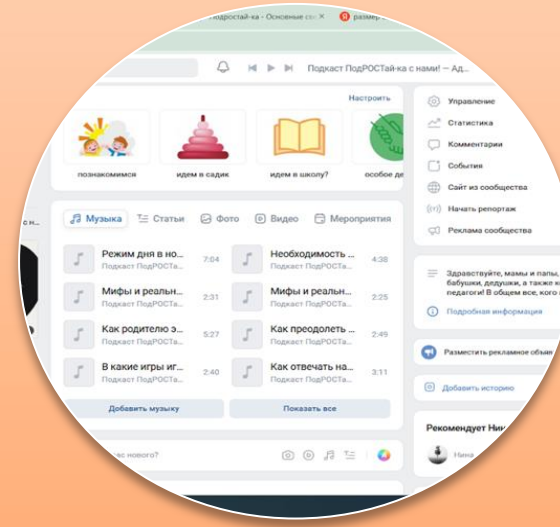 Подростай-ка - Основные све X
размер
Подкаст ПодРОСТай-ка с нами! — Ад...
Настроить
познакомимся
идем в садик
идем в школу?
особое де
Музыка
Статьи
Фото
Видео
Мероприятия
Режим дня в но...
7:04
Подкаст ПодРОСТа...
Необходимость ...
4:38
Подкаст ПодРОСТа...
Мифы и реальн...
2:31
Подкаст ПодРОСТа...
Мифы и реальн...
2:25
Подкаст ПодРОСТа...
Как родителю э...
5:27
Подкаст ПодРОСТа...
Как преодолеть ...
2:49
Подкаст ПодРОСТа...
В какие игры иг...
2:40
Подкаст ПодРОСТа...
Как отвечать на...
3:11
Подкаст ПодРОСТа...
Добавить музыку
Показать все
нового?
Управление
Статистика
Комментарии
События
Сайт из сообщества
Начать репортаж
Реклама сообщества
Здравствуйте, мамы и папы,
бабушки, дедушки, а также
педагоги! В общем все, кого
Подробная информация
Разместить рекламное объяв
Добавить историю
Рекомендует Нин
Нина